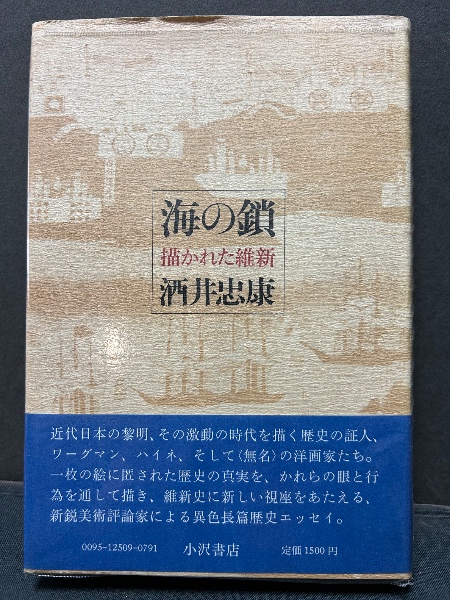 海の鎖
描かれた維新
酒井忠康
近代日本の黎明、その激動の時代を描く歴史の証人、
ワーグマン、ハイネ、そして〈無名〉の洋画家たち。
一枚の絵に匿された歴史の真実を、かれらの眼と行
為を通して描き、維新史に新しい視座をあたえる、
新鋭美術評論家による異色長篇歴史エッセイ。
0095-12509-0791 小沢書店 定価1500円